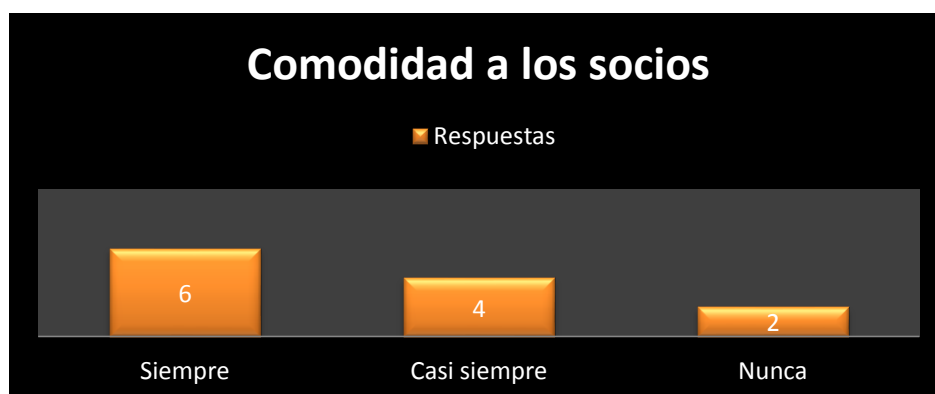 Comodidad a los socios
Respuestas
6
4
2
Siempre
Casi siempre
Nunca